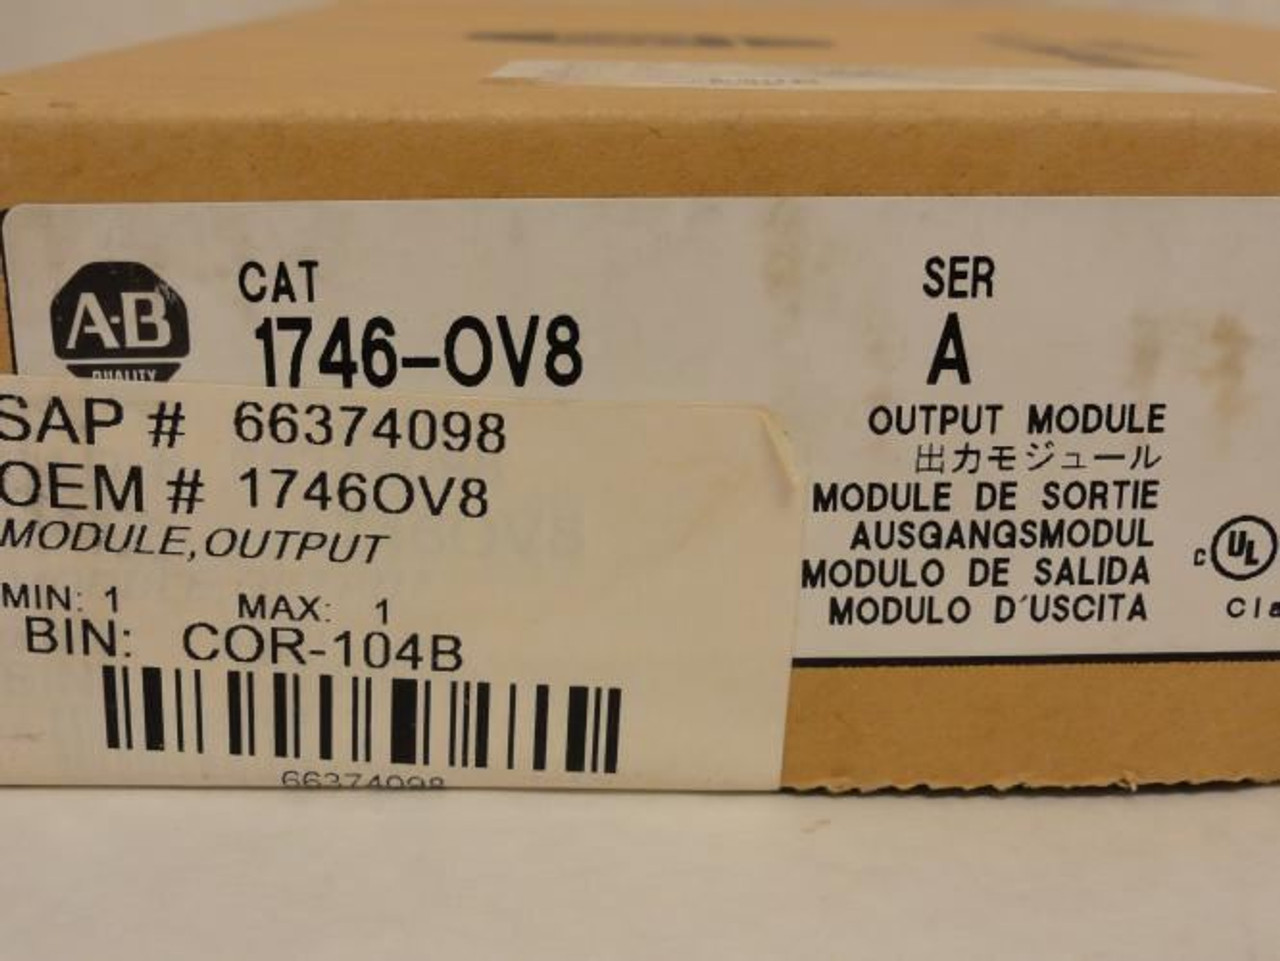 A-B
QUALITY
CAT
1746-OV8
SER
A
OUTPUT MODULE
出力モジュール
MODULE DE SORTIE
AUSGANGSMODUL
MODULO DE SALIDA
MODULO D'USCITA
C UL
Cla
SAP # 66374098
OEM # 1746OV8
MODULE,OUTPUT
MIN: 1 MAX: 1
BIN: COR-104B
66374098